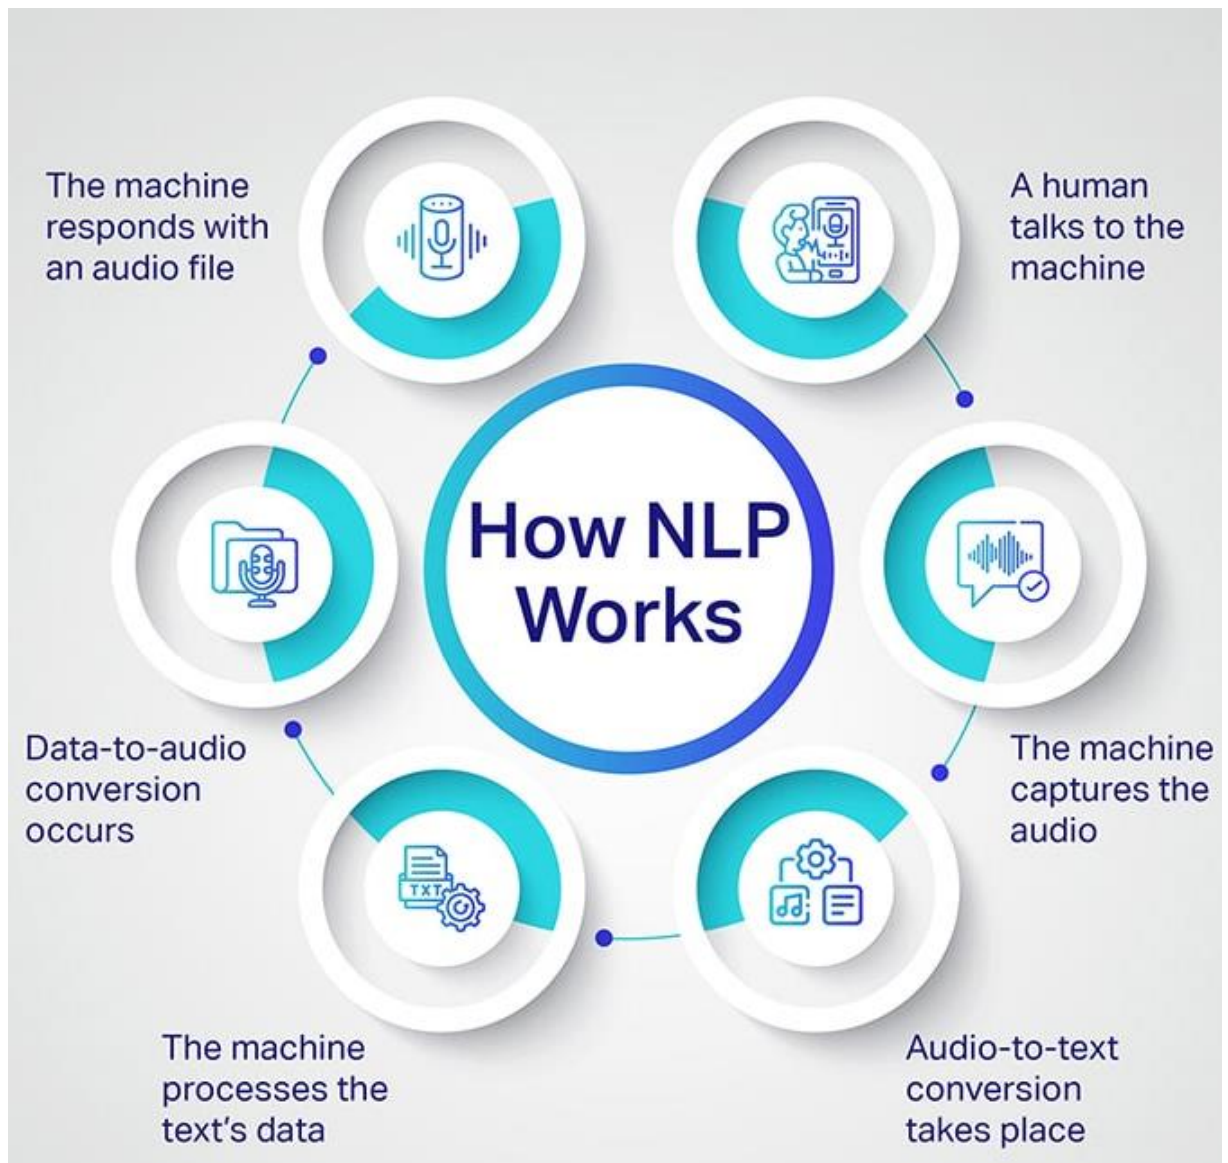 How NLP
Works
A human
talks to the
machine
The machine
captures the
audio
Audio-to-text
conversion
takes place
The machine
processes the
text's data
TXT
Data-to-audio
conversion
occurs
The machine
responds with
an audio file